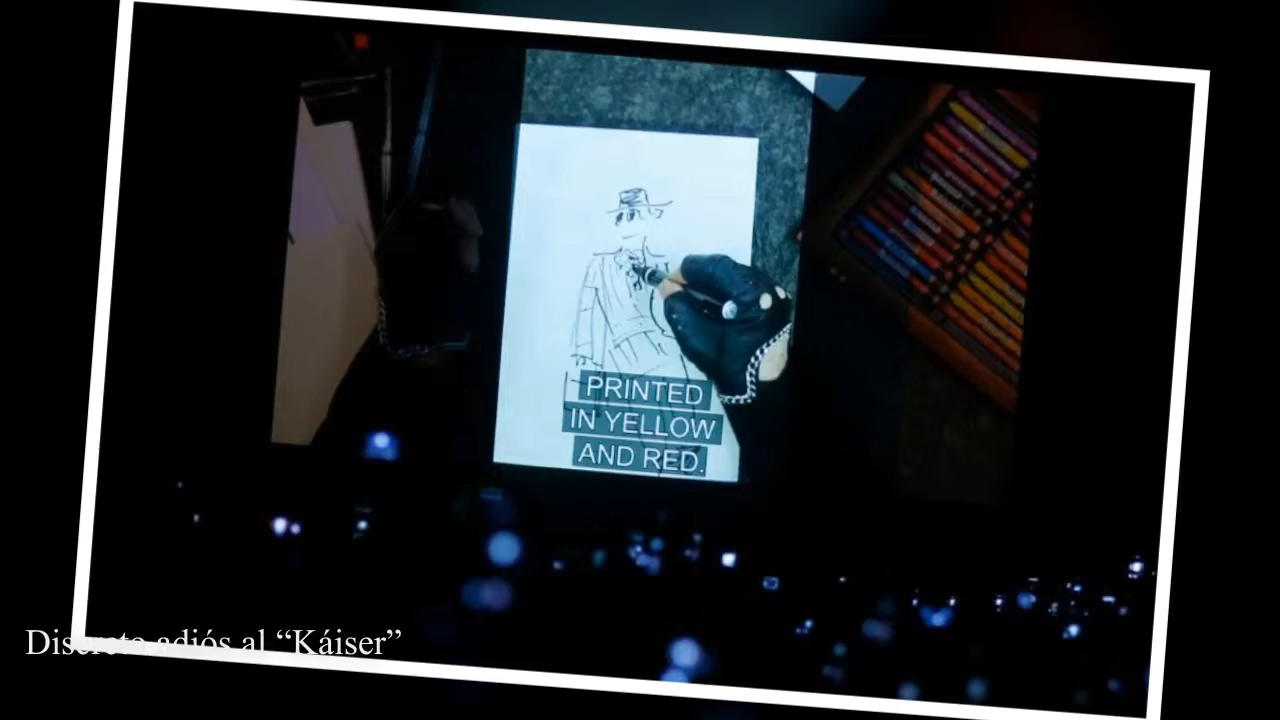 PRINTED
IN YELLOW
AND RED.
Discreto adiós al “Káiser”